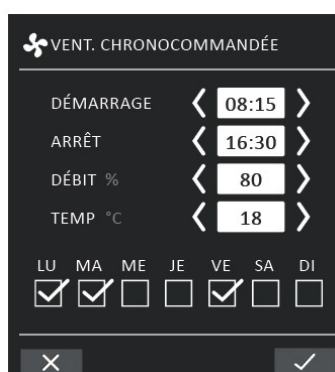 VENT. CHRONOCOMMANDÉE
DÉMARRAGE 08:15
ARRÊT 16:30
DÉBIT % 80
TEMP °C 18
LU MA ME JE VE SA DI